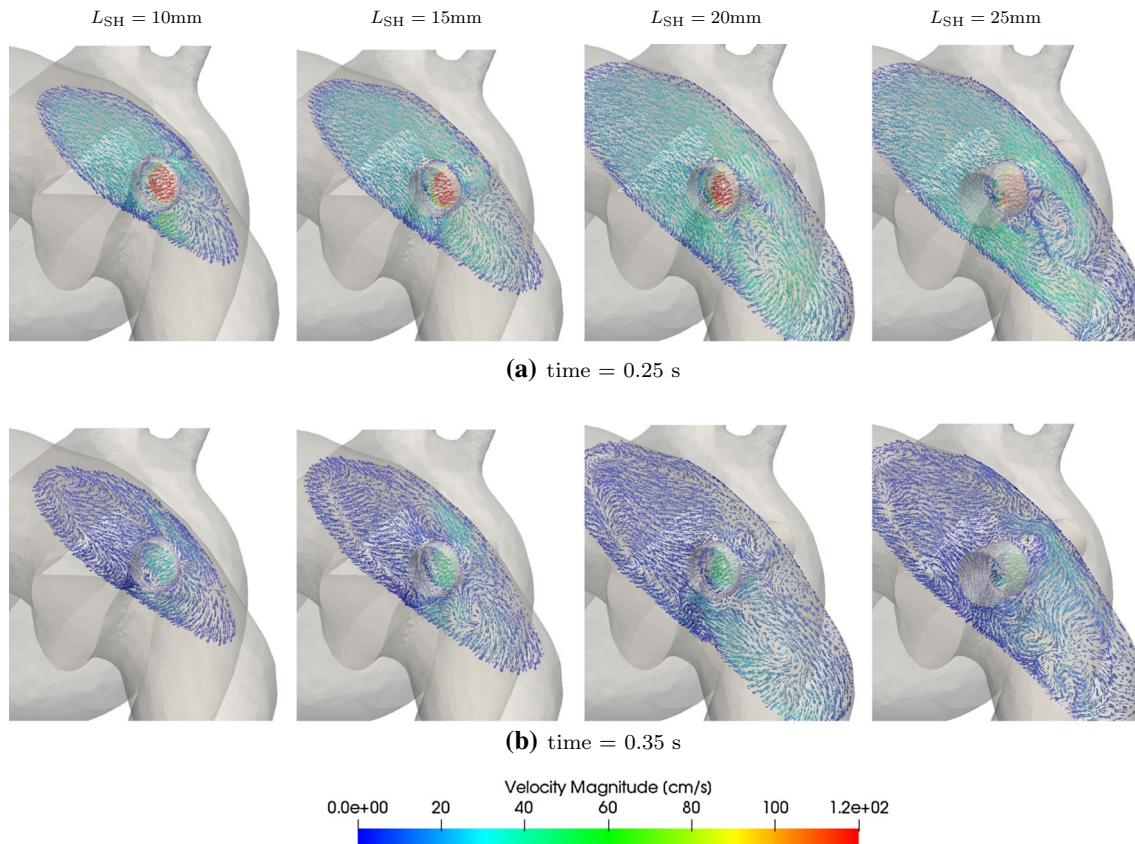 L_SH = 10mm L_SH = 15mm L_SH = 20mm L_SH = 25mm
(a) time = 0.25 s
(b) time = 0.35 s
Velocity Magnitude (cm/s)
0.0e+00 20 40 60 80 100 1.2e+02